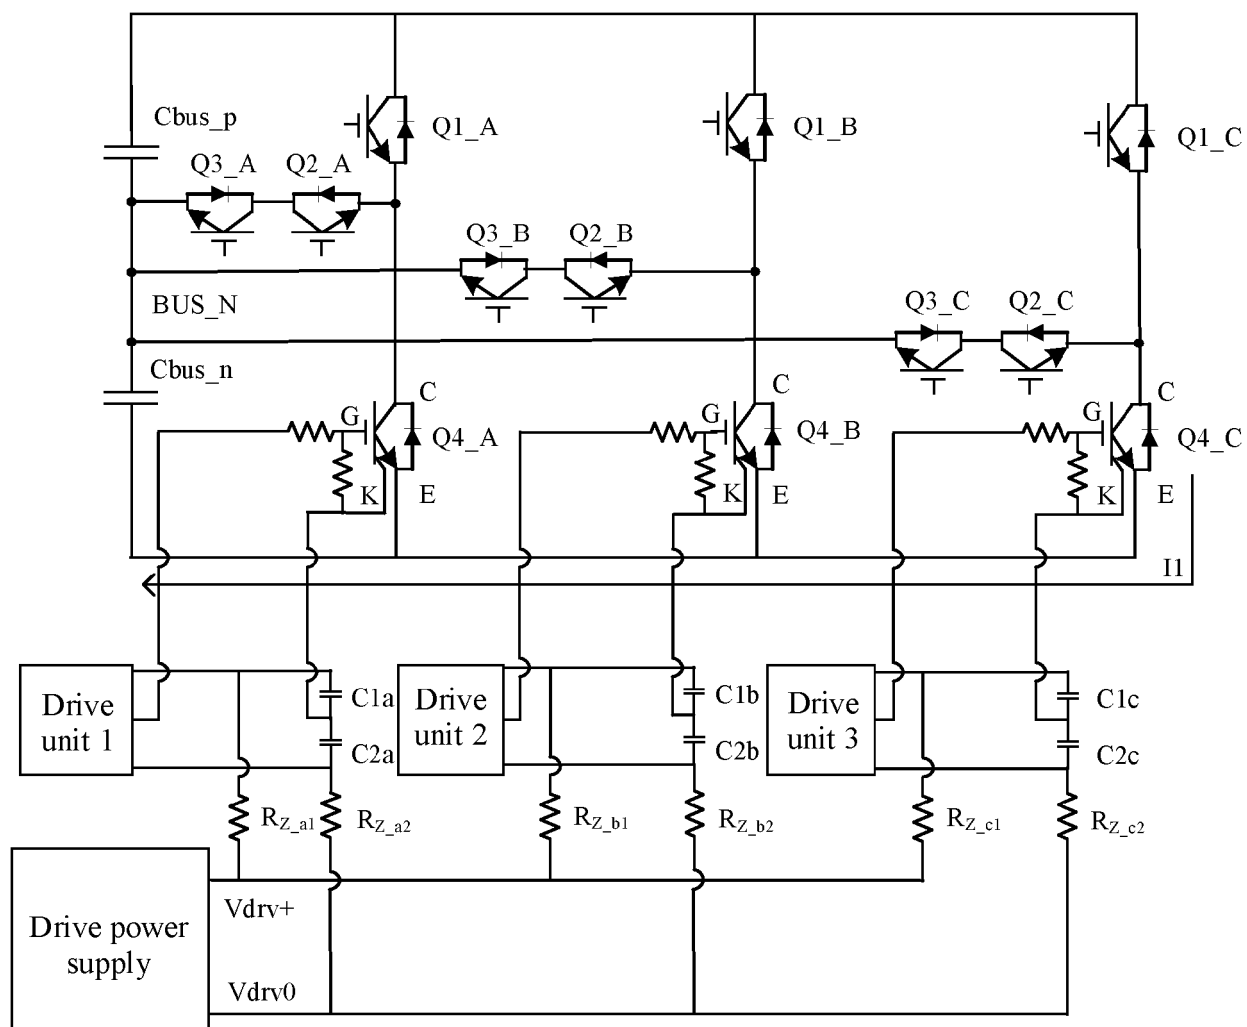 Cbus_p
Q1_A
Q1_B
Q1_C
Q3_A
Q2_A
Q3_B
Q2_B
BUS_N
Q3_C
Q2_C
Cbus_n
C
C
C
G
G
G
Q4_A
Q4_B
Q4_C
K
E
K
E
K
E
I1
Drive
unit 1
C1a
C2a
Drive
unit 2
C1b
C2b
Drive
unit 3
C1c
C2c
RZ_a1
RZ_a2
RZ_b1
RZ_b2
RZ_c1
RZ_c2
Drive power
supply
Vdrv+
Vdrv0